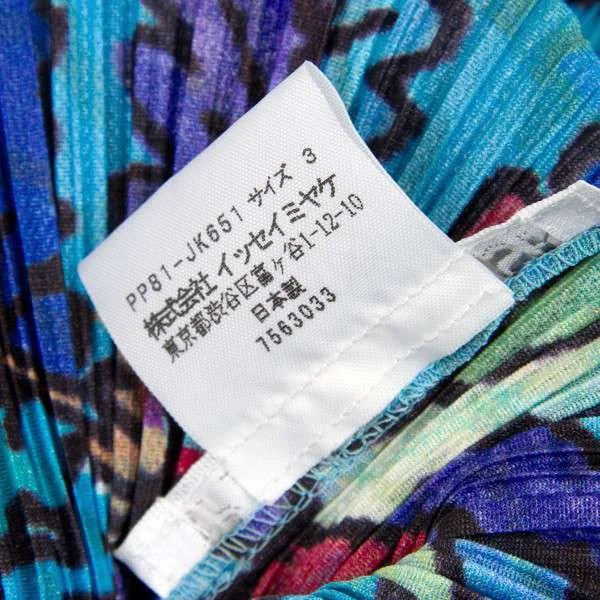 PP81-JK651 サイズ 3
株式会社 イッセイミヤケ
東京都渋谷区富ケ谷1-12-10
日本製
7563033